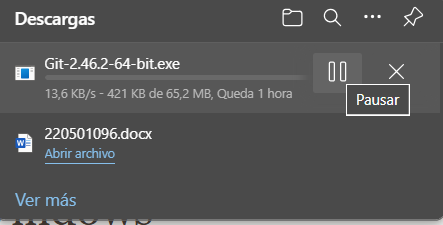 Descargas
Git-2.46.2-64-bit.exe
13,6 KB/s - 421 KB de 65,2 MB, Queda 1 hora
Pausar
220501096.docx
Abrir archivo
Ver más